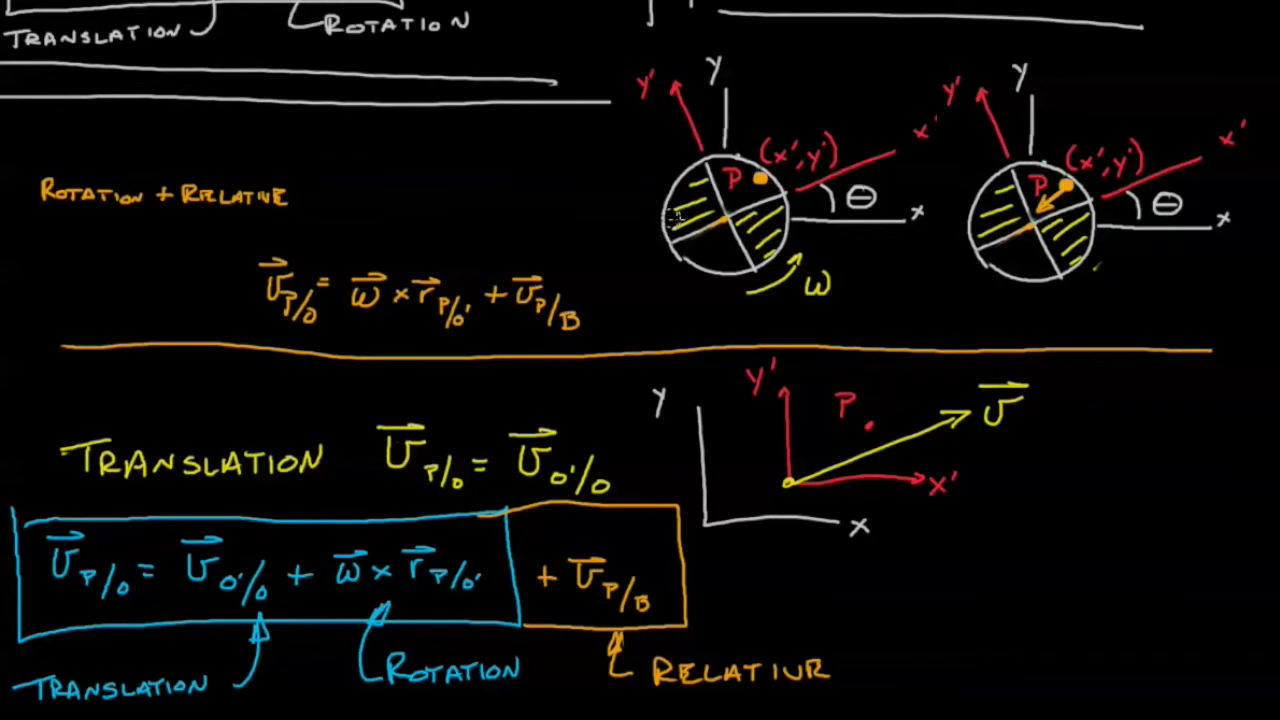 TRANSLATION ROTATION
y y
y' x' y' x'
(x', y') (x', y')
P P
ROTATION + RELATIVE
θ x θ x
ω
v⃗P/O = ω⃗ × r⃗P/O' + v⃗P/B
y y' P v⃗
TRANSLATION v⃗P/O = v⃗O'/O
x'
x
v⃗P/O = v⃗O'/O + ω⃗ × r⃗P/O' + v⃗P/B
TRANSLATION ROTATION RELATIVE